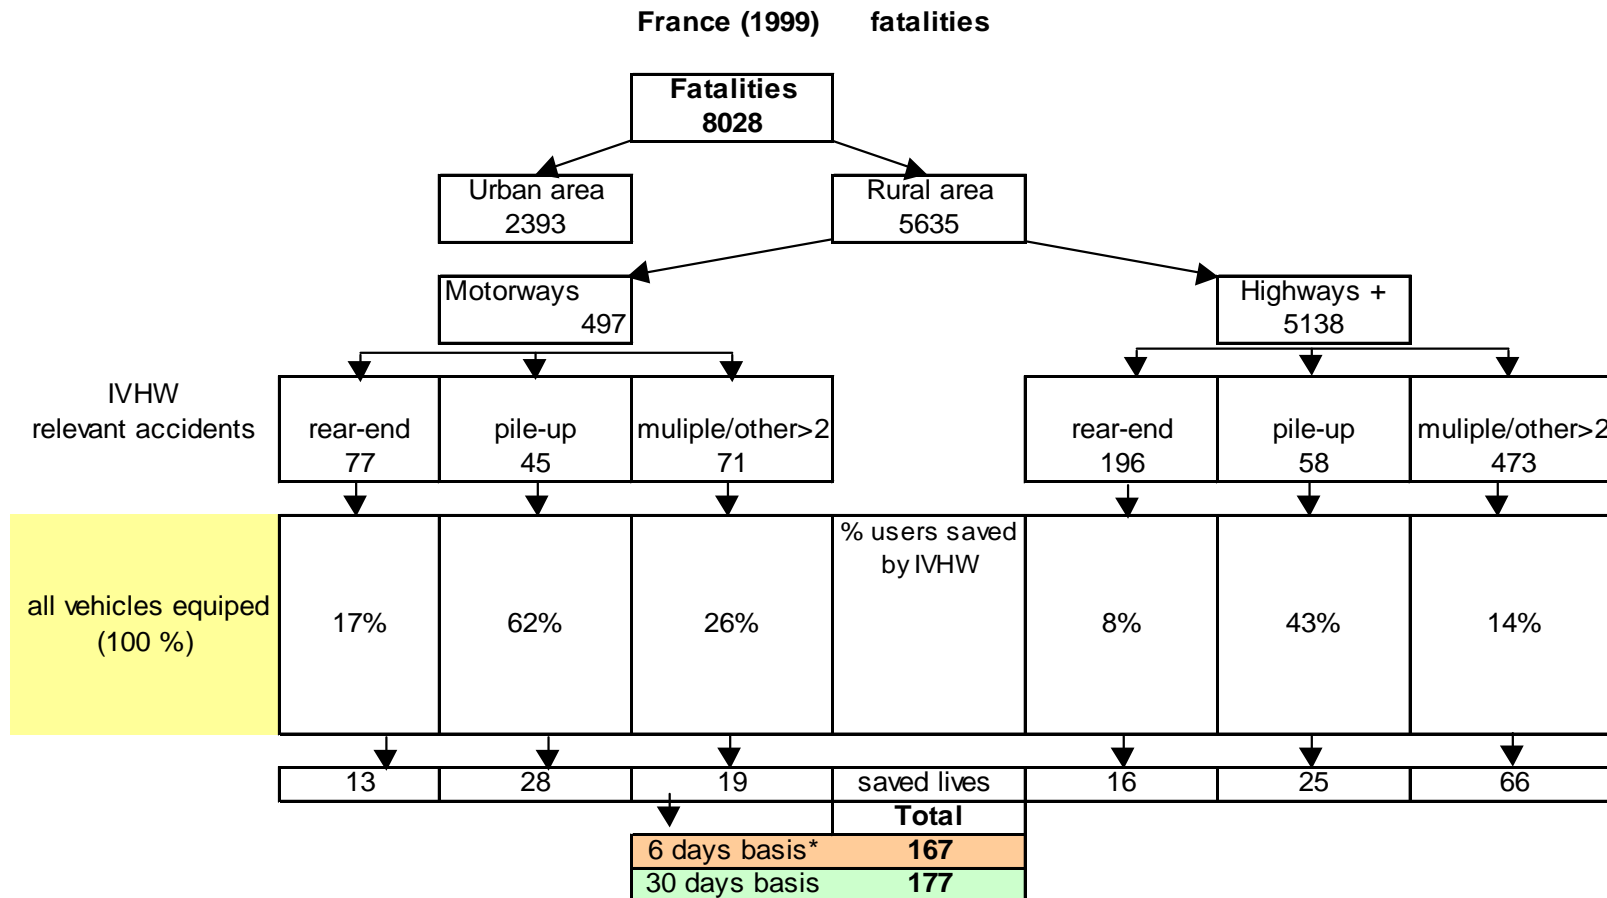 France (1999) fatalities
Fatalities
8028
Urban area
2393
Rural area
5635
Motorways
497
Highways +
5138
IVHW
relevant accidents
rear-end
77
pile-up
45
muliple/other>2
71
rear-end
196
pile-up
58
muliple/other>2
473
all vehicles equiped
(100 %)
17%
62%
26%
% users saved
by IVHW
8%
43%
14%
13
28
19
saved lives
16
25
66
Total
6 days basis* 167
30 days basis 177